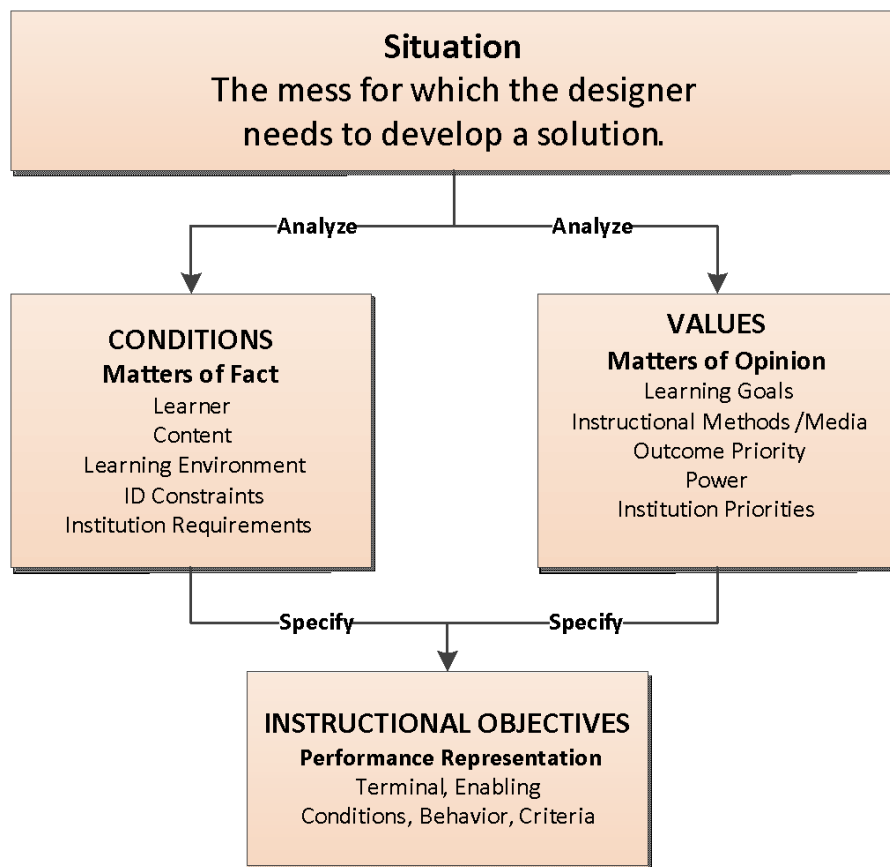 Situation
The mess for which the designer
needs to develop a solution.
Analyze
Analyze
CONDITIONS
Matters of Fact
Learner
Content
Learning Environment
ID Constraints
Institution Requirements
VALUES
Matters of Opinion
Learning Goals
Instructional Methods /Media
Outcome Priority
Power
Institution Priorities
Specify
Specify
INSTRUCTIONAL OBJECTIVES
Performance Representation
Terminal, Enabling
Conditions, Behavior, Criteria